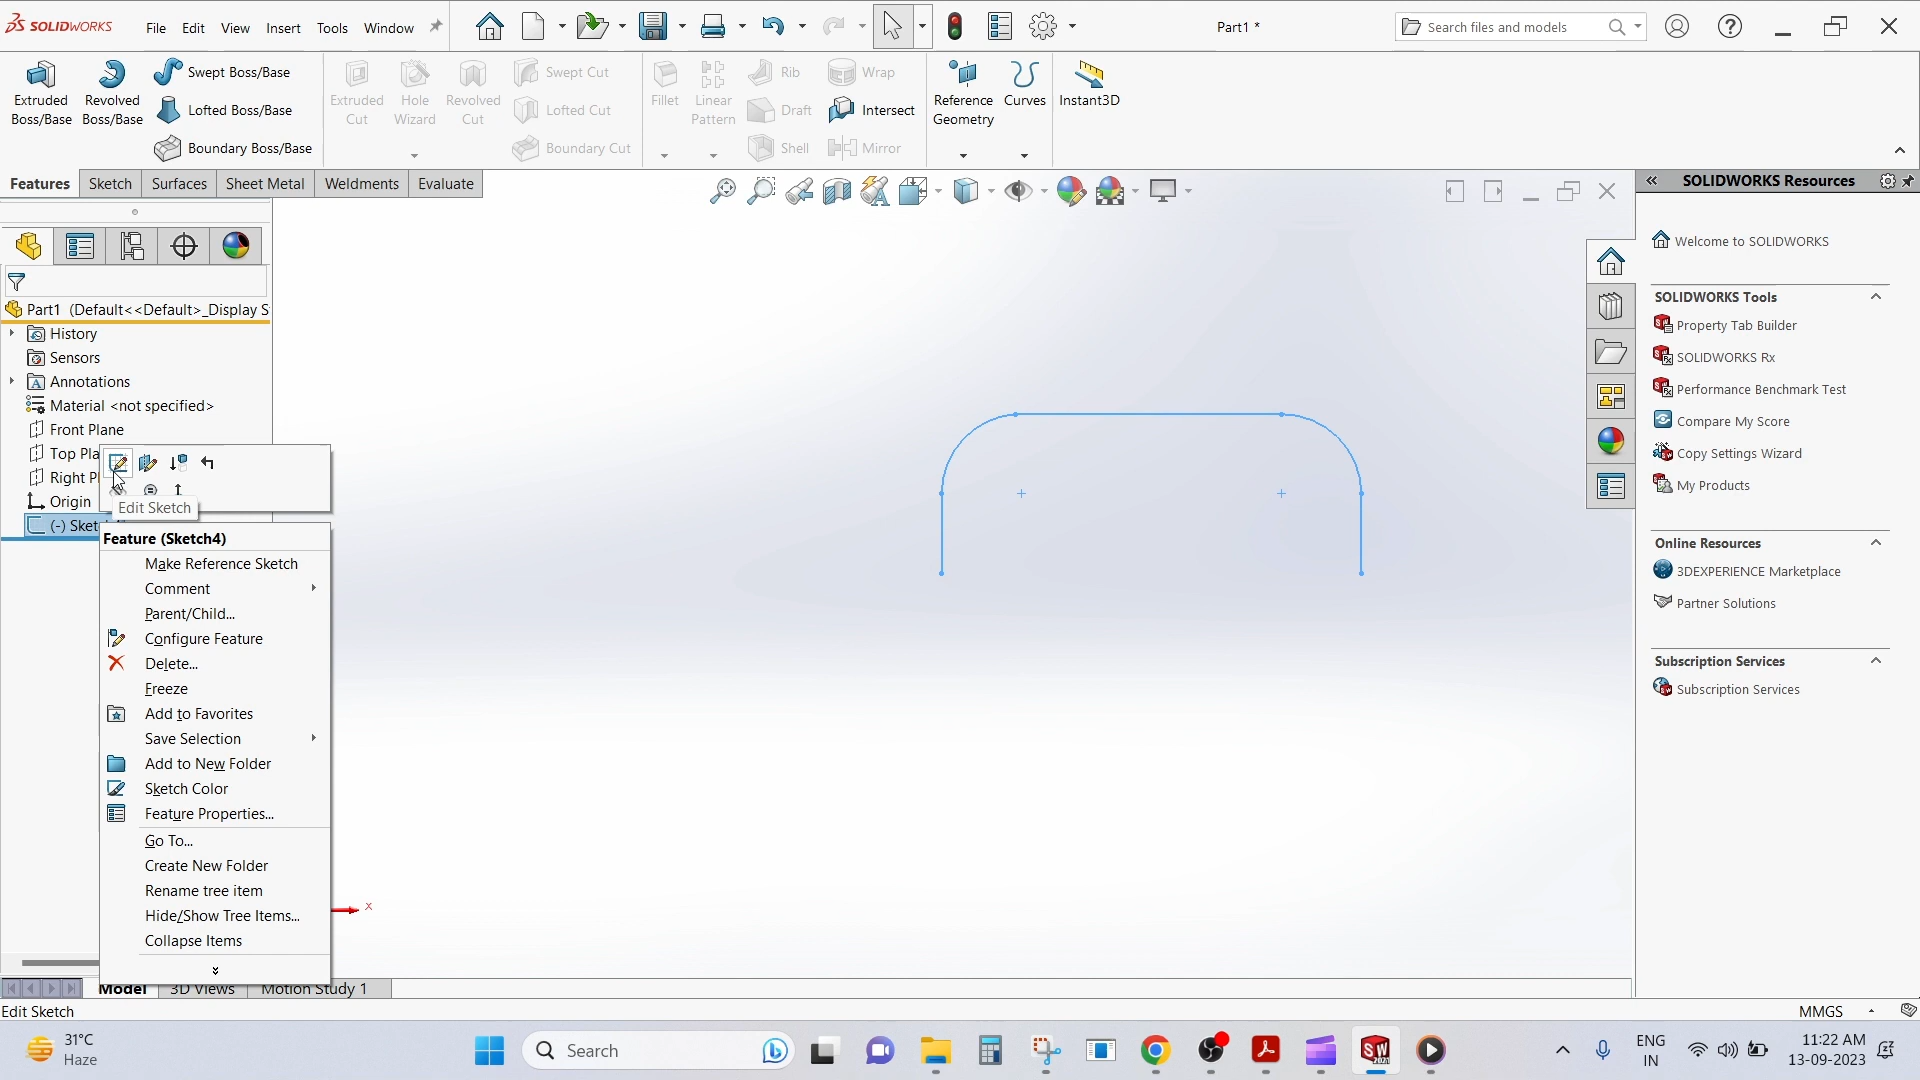 SOLIDWORKS
File Edit View Insert Tools Window
Part1 *
Search files and models
Extruded Boss/Base
Revolved Boss/Base
Swept Boss/Base
Lofted Boss/Base
Boundary Boss/Base
Extruded Cut
Hole Wizard
Revolved Cut
Swept Cut
Lofted Cut
Boundary Cut
Fillet
Linear Pattern
Rib
Draft
Shell
Wrap
Intersect
Mirror
Reference Geometry
Curves
Instant3D
Features Sketch Surfaces Sheet Metal Weldments Evaluate
Part1 (Default<<Default>_Display S
History
Sensors
Annotations
Material <not specified>
Front Plane
Top Pla
Right P
Origin
(-) Sket
Edit Sketch
Feature (Sketch4)
Make Reference Sketch
Comment
Parent/Child...
Configure Feature
Delete...
Freeze
Add to Favorites
Save Selection
Add to New Folder
Sketch Color
Feature Properties...
Go To...
Create New Folder
Rename tree item
Hide/Show Tree Items...
Collapse Items
X
Model 3D Views Motion Study 1
Edit Sketch
MMGS
SOLIDWORKS Resources
Welcome to SOLIDWORKS
SOLIDWORKS Tools
Property Tab Builder
SOLIDWORKS Rx
Performance Benchmark Test
Compare My Score
Copy Settings Wizard
My Products
Online Resources
3DEXPERIENCE Marketplace
Partner Solutions
Subscription Services
Subscription Services
31°C
Haze
Search
SW
2021
ENG
IN
11:22 AM
13-09-2023